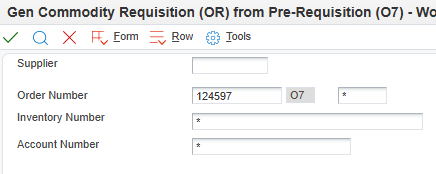 Gen Commodity Requisition (OR) from Pre-Requisition (O7) - Wo
Form Row Tools
Supplier
Order Number 124597 O7 *
Inventory Number *
Account Number *